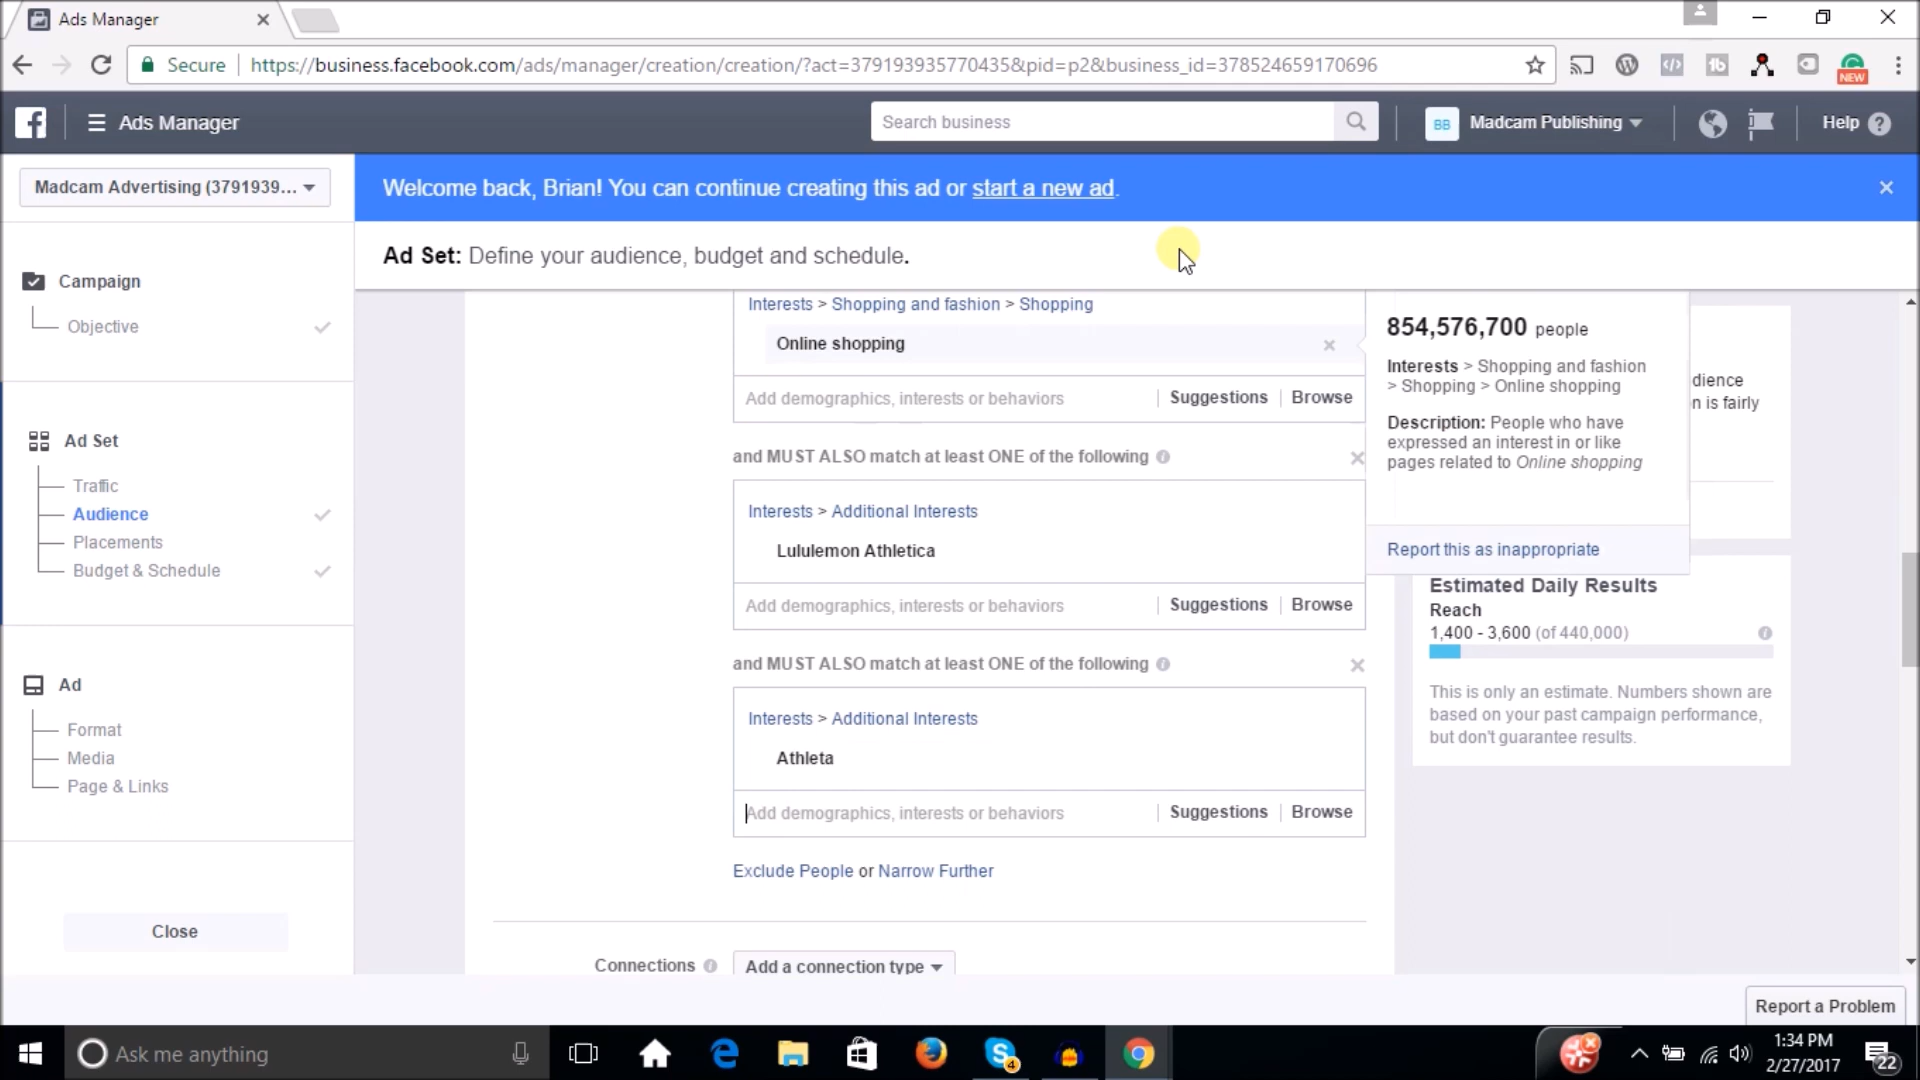 Ads Manager
Secure
https://business.facebook.com/ads/manager/creation/creation/?act=379193935770435&pid=p2&business_id=378524659170696
NEW
Ads Manager
Search business
BB
Madcam Publishing
Help
Madcam Advertising (3791939...
Welcome back, Brian! You can continue creating this ad or start a new ad.
Ad Set: Define your audience, budget and schedule.
Campaign
Objective
Ad Set
Traffic
Audience
Placements
Budget & Schedule
Ad
Format
Media
Page & Links
Close
Interests > Shopping and fashion > Shopping
Online shopping
Add demographics, interests or behaviors
Suggestions
Browse
and MUST ALSO match at least ONE of the following
Interests > Additional Interests
Lululemon Athletica
Add demographics, interests or behaviors
Suggestions
Browse
and MUST ALSO match at least ONE of the following
Interests > Additional Interests
Athleta
Add demographics, interests or behaviors
Suggestions
Browse
Exclude People or Narrow Further
Connections
Add a connection type
854,576,700 people
Interests > Shopping and fashion
> Shopping > Online shopping
Description: People who have
expressed an interest in or like
pages related to Online shopping
Report this as inappropriate
dience
n is fairly
Estimated Daily Results
Reach
1,400 - 3,600 (of 440,000)
This is only an estimate. Numbers shown are
based on your past campaign performance,
but don't guarantee results.
Report a Problem
Ask me anything
4
1:34 PM
2/27/2017
22